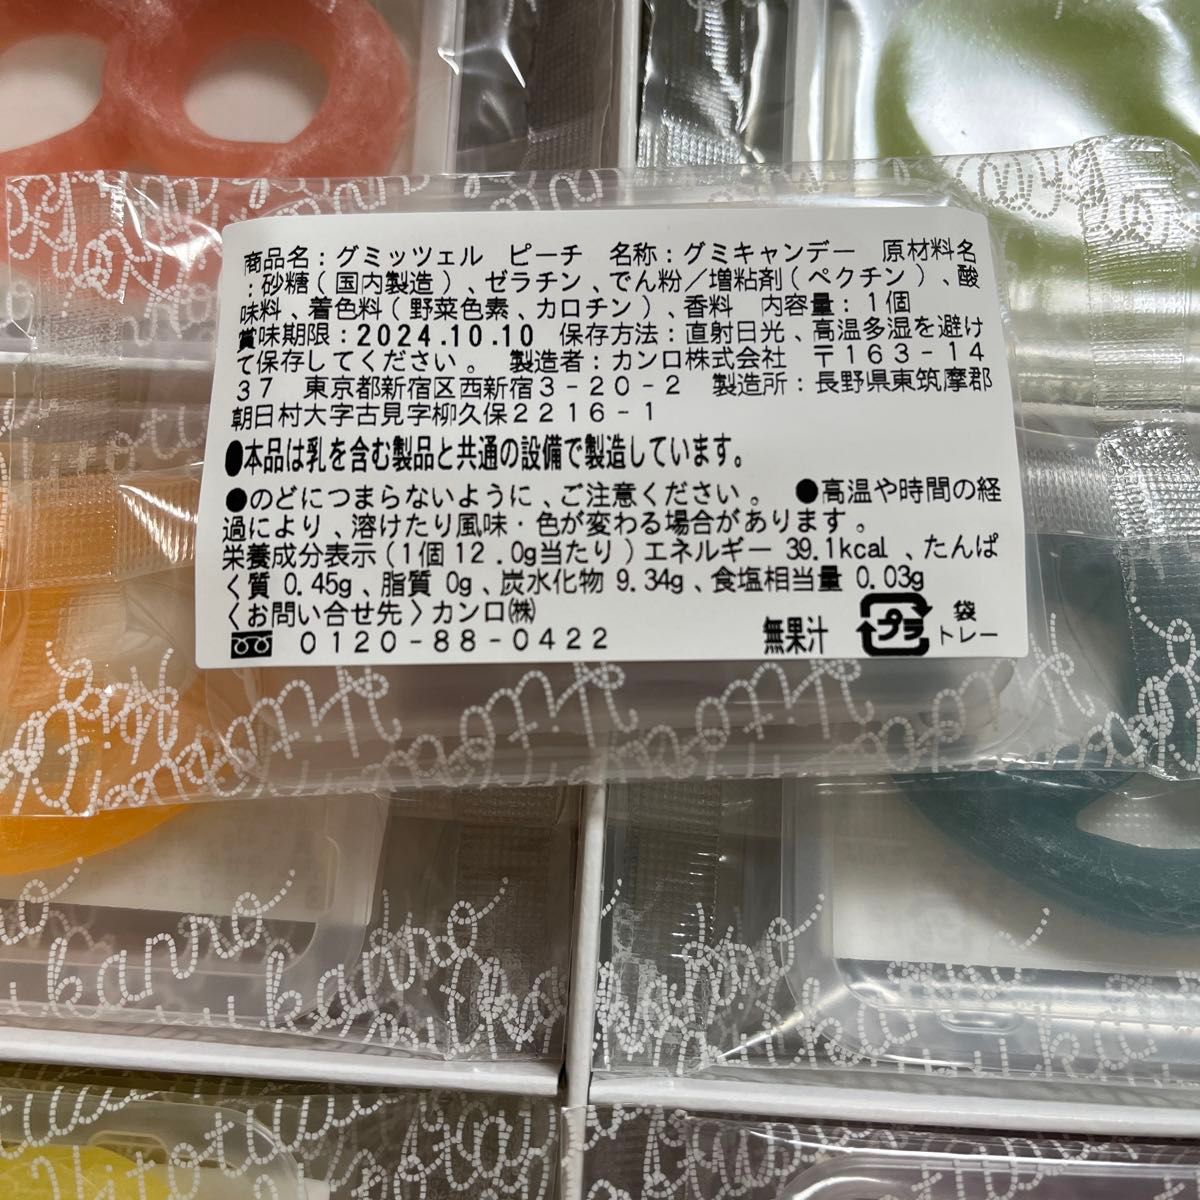 商品名：グミッツェル ピーチ 名称：グミキャンデー 原材料名
：砂糖(国内製造)、ゼラチン、でん粉／増粘剤(ペクチン)、酸
味料、着色料(野菜色素、カロチン)、香料 内容量：1個
賞味期限：2024.10.10 保存方法：直射日光、高温多湿を避け
て保存してください。 製造者：カンロ株式会社 〒163-14
37 東京都新宿区西新宿3-20-2 製造所：長野県東筑摩郡
朝日村大字古見字柳久保2216-1
●本品は乳を含む製品と共通の設備で製造しています。
●のどにつまらないように、ご注意ください。 ●高温や時間の経
過により、溶けたり風味・色が変わる場合があります。
栄養成分表示(1個12.0g当たり)エネルギー 39.1kcal、たんぱ
く質 0.45g、脂質 0g、炭水化物 9.34g、食塩相当量 0.03g
〈お問い合せ先〉カンロ㈱
0120-88-0422 無果汁 プラ 袋
トレー
kanro